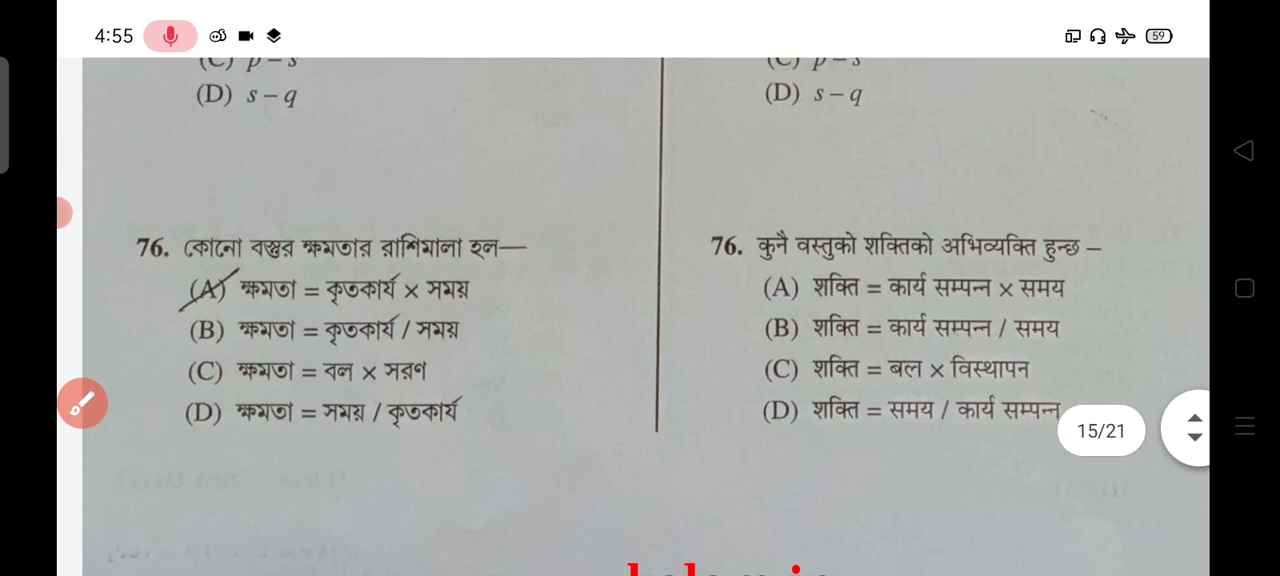 4:55
59
(C) p – s
(D) s – q
76. কোনো বস্তুর ক্ষমতার রাশিমালা হল—
(A) ক্ষমতা = কৃতকার্য × সময়
(B) ক্ষমতা = কৃতকার্য / সময়
(C) ক্ষমতা = বল × সরণ
(D) ক্ষমতা = সময় / কৃতকার্য
(C) p – s
(D) s – q
76. कुनै वस्तुको शक्तिको अभिव्यक्ति हुन्छ –
(A) शक्ति = कार्य सम्पन्न × समय
(B) शक्ति = कार्य सम्पन्न / समय
(C) शक्ति = बल × विस्थापन
(D) शक्ति = समय / कार्य सम्पन्न
15/21